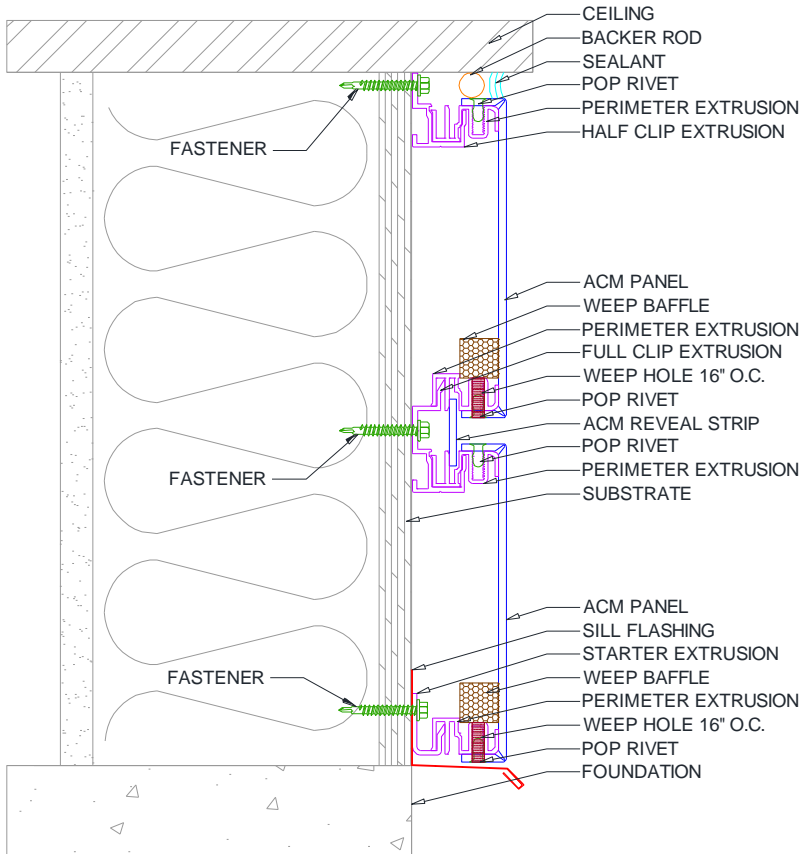 CEILING
BACKER ROD
SEALANT
POP RIVET
PERIMETER EXTRUSION
HALF CLIP EXTRUSION
FASTENER
ACM PANEL
WEEP BAFFLE
PERIMETER EXTRUSION
FULL CLIP EXTRUSION
WEEP HOLE 16" O.C.
POP RIVET
ACM REVEAL STRIP
POP RIVET
PERIMETER EXTRUSION
FASTENER
SUBSTRATE
ACM PANEL
SILL FLASHING
STARTER EXTRUSION
FASTENER
WEEP BAFFLE
PERIMETER EXTRUSION
WEEP HOLE 16" O.C.
POP RIVET
FOUNDATION